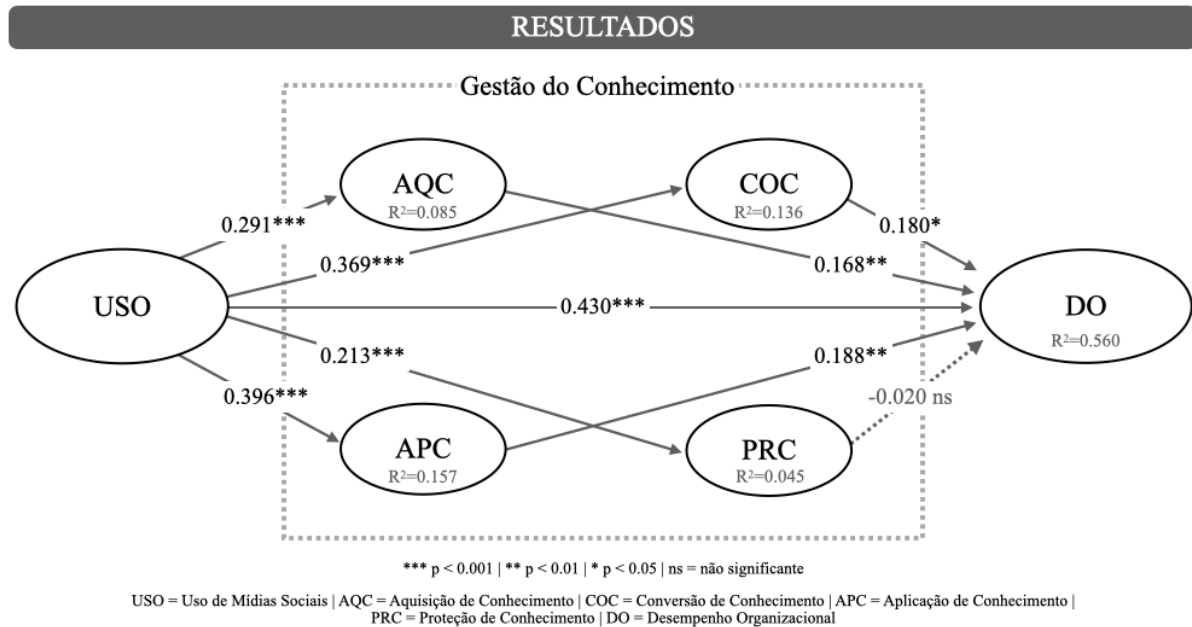 RESULTADOS
Gestão do Conhecimento
AQC
R²=0.085
COC
R²=0.136
0.291***
0.180*
0.369***
0.168**
USO
0.430***
DO
R²=0.560
0.213***
0.188**
0.396***
-0.020 ns
APC
R²=0.157
PRC
R²=0.045
*** p < 0.001 | ** p < 0.01 | * p < 0.05 | ns = não significante
USO = Uso de Mídias Sociais | AQC = Aquisição de Conhecimento | COC = Conversão de Conhecimento | APC = Aplicação de Conhecimento |
PRC = Proteção de Conhecimento | DO = Desempenho Organizacional